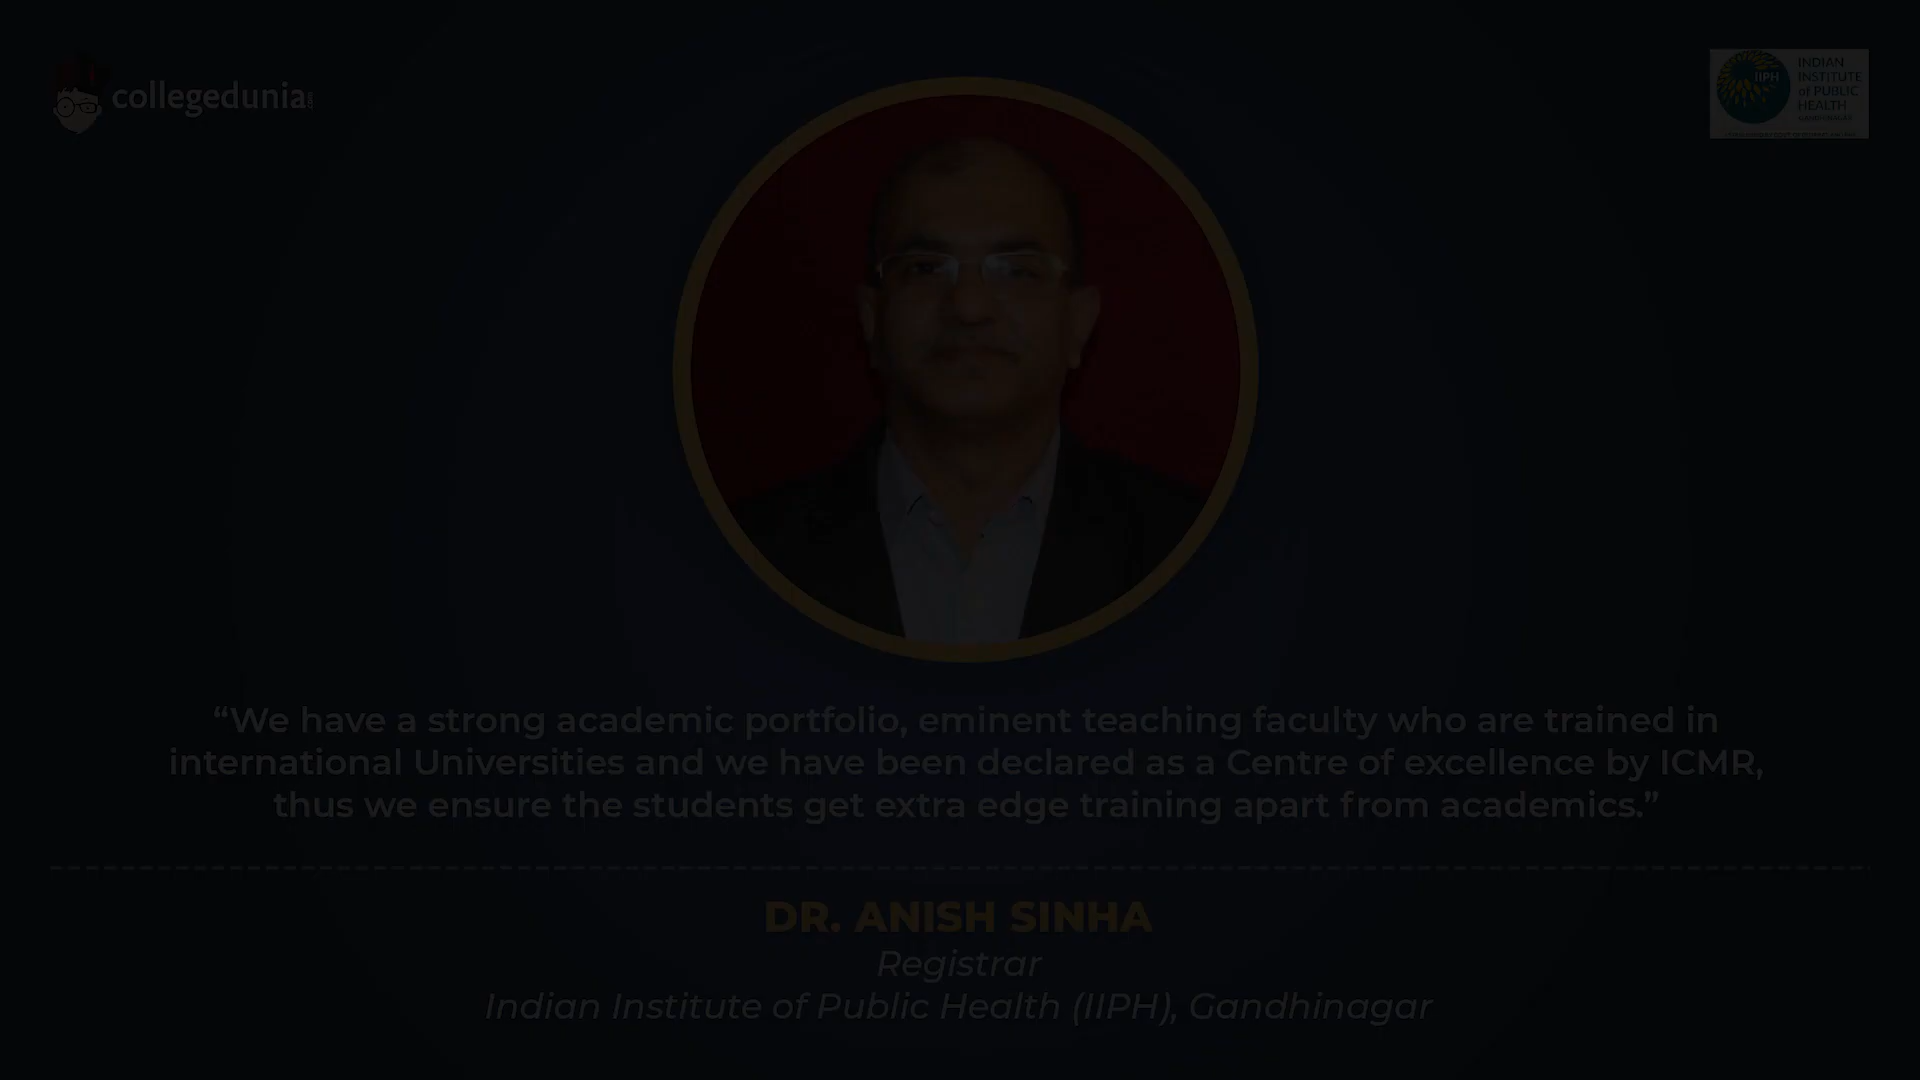 collegedunia
IIPH
INDIAN
INSTITUTE
of PUBLIC
HEALTH
“We have a strong academic portfolio, eminent teaching faculty who are trained in
international Universities and we have been declared as a Centre of excellence by ICMR,
thus we ensure the students get extra edge training apart from academics.”
DR. ANISH SINHA
Registrar
Indian Institute of Public Health (IIPH), Gandhinagar